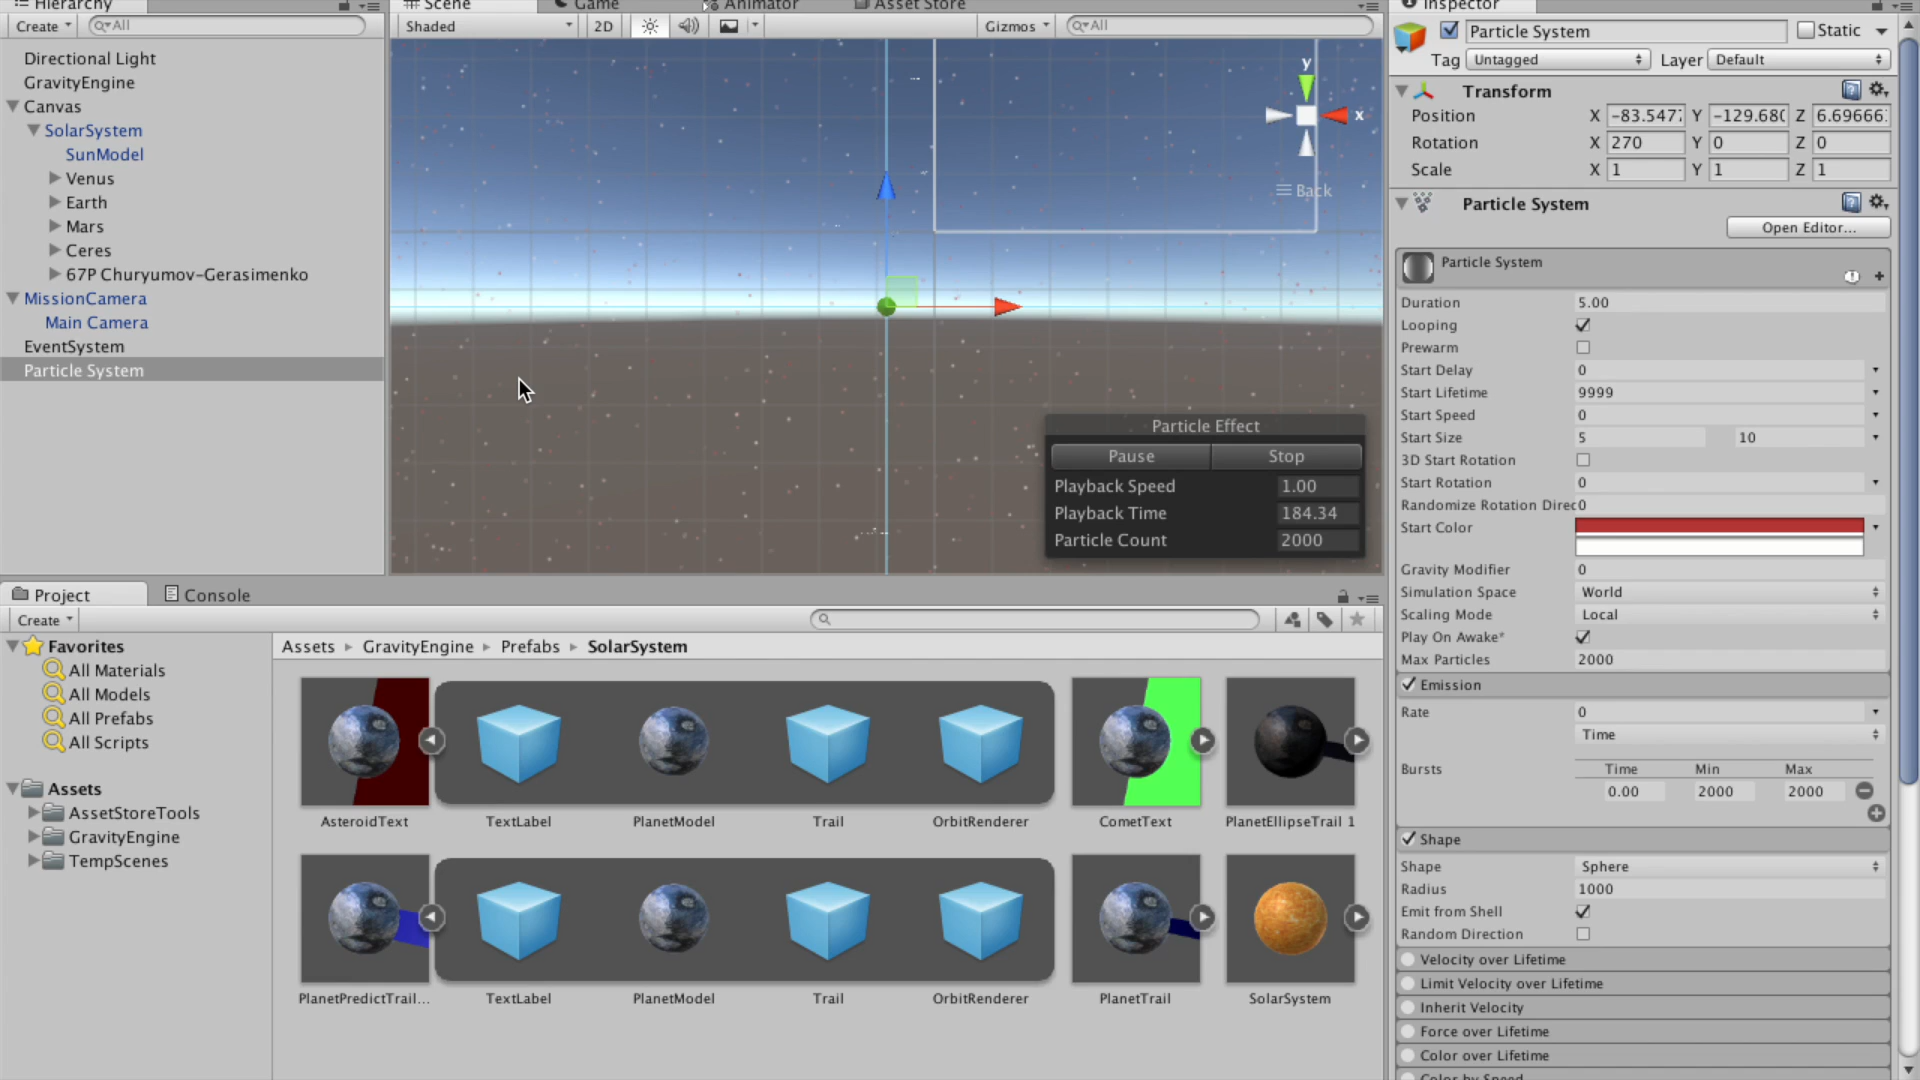 Hierarchy
Create
All
Directional Light
GravityEngine
Canvas
SolarSystem
SunModel
Venus
Earth
Mars
Ceres
67P Churyumov-Gerasimenko
MissionCamera
Main Camera
EventSystem
Particle System
Scene
Game
Animator
Asset Store
Shaded
2D
Gizmos
All
y
x
Back
Particle Effect
Pause
Stop
Playback Speed 1.00
Playback Time 184.34
Particle Count 2000
Project
Console
Create
Favorites
All Materials
All Models
All Prefabs
All Scripts
Assets
AssetStoreTools
GravityEngine
TempScenes
Assets GravityEngine Prefabs SolarSystem
AsteroidText TextLabel PlanetModel Trail OrbitRenderer CometText PlanetEllipseTrail 1
PlanetPredictTrail... TextLabel PlanetModel Trail OrbitRenderer PlanetTrail SolarSystem
Inspector
Particle System
Static
Tag Untagged Layer Default
Transform
Position X -83.547 Y -129.680 Z 6.69666
Rotation X 270 Y 0 Z 0
Scale X 1 Y 1 Z 1
Particle System
Open Editor...
Particle System
Duration 5.00
Looping
Prewarm
Start Delay 0
Start Lifetime 9999
Start Speed 0
Start Size 5 10
3D Start Rotation
Start Rotation 0
Randomize Rotation Direc 0
Start Color
Gravity Modifier 0
Simulation Space World
Scaling Mode Local
Play On Awake*
Max Particles 2000
Emission
Rate 0
Time
Bursts Time Min Max
0.00 2000 2000
Shape
Shape Sphere
Radius 1000
Emit from Shell
Random Direction
Velocity over Lifetime
Limit Velocity over Lifetime
Inherit Velocity
Force over Lifetime
Color over Lifetime
Color by Speed